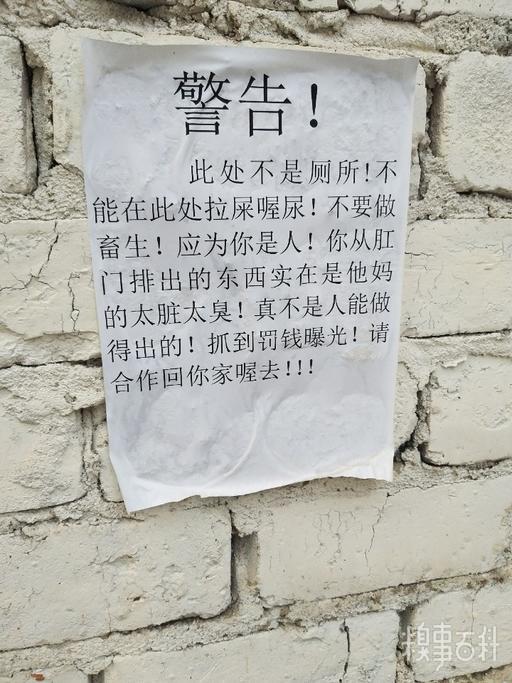 警告！
此处不是厕所！不
能在此处拉屎喔尿！不要做
畜生！应为你是人！你从肛
门排出的东西实在是他妈
的太脏太臭！真不是人能做
得出的！抓到罚钱曝光！请
合作回你家喔去!!!
糗事百科